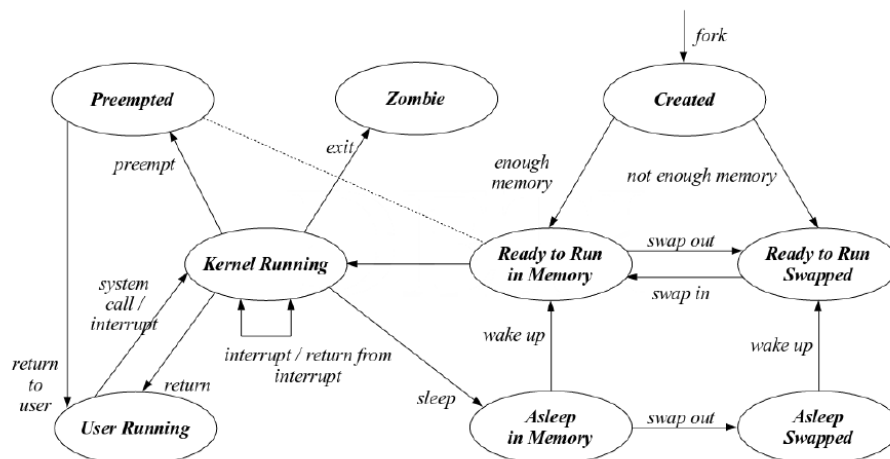 fork
Preempted
Zombie
Created
preempt
exit
enough
memory
not enough memory
Kernel Running
Ready to Run
in Memory
swap out
swap in
Ready to Run
Swapped
system
call /
interrupt
interrupt / return from
interrupt
wake up
wake up
return
to
user
return
sleep
User Running
Asleep
in Memory
swap out
Asleep
Swapped